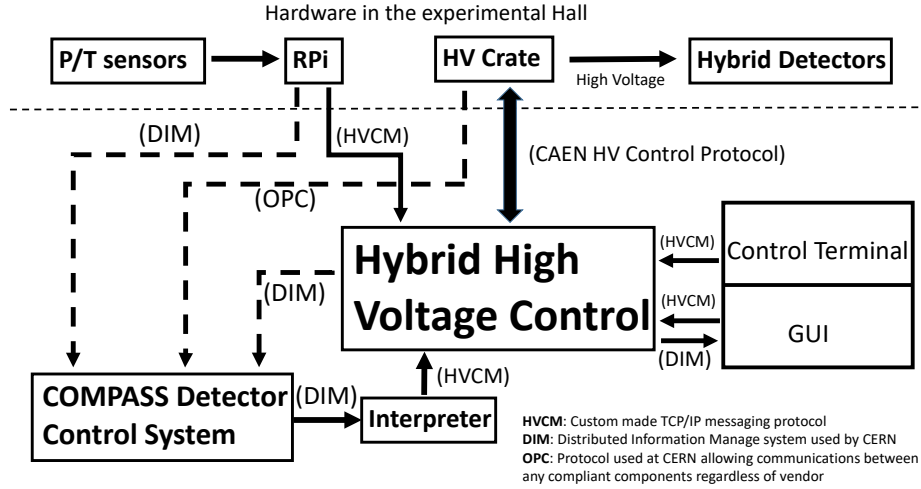 Hardware in the experimental Hall
P/T sensors
RPi
HV Crate
High Voltage
Hybrid Detectors
(DIM)
(HVCM)
(CAEN HV Control Protocol)
(OPC)
Hybrid High
Voltage Control
(HVCM)
Control Terminal
(DIM)
(HVCM)
GUI
(DIM)
COMPASS Detector
Control System
(DIM)
(HVCM)
Interpreter
HVCM: Custom made TCP/IP messaging protocol
DIM: Distributed Information Manage system used by CERN
OPC: Protocol used at CERN allowing communications between
any compliant components regardless of vendor